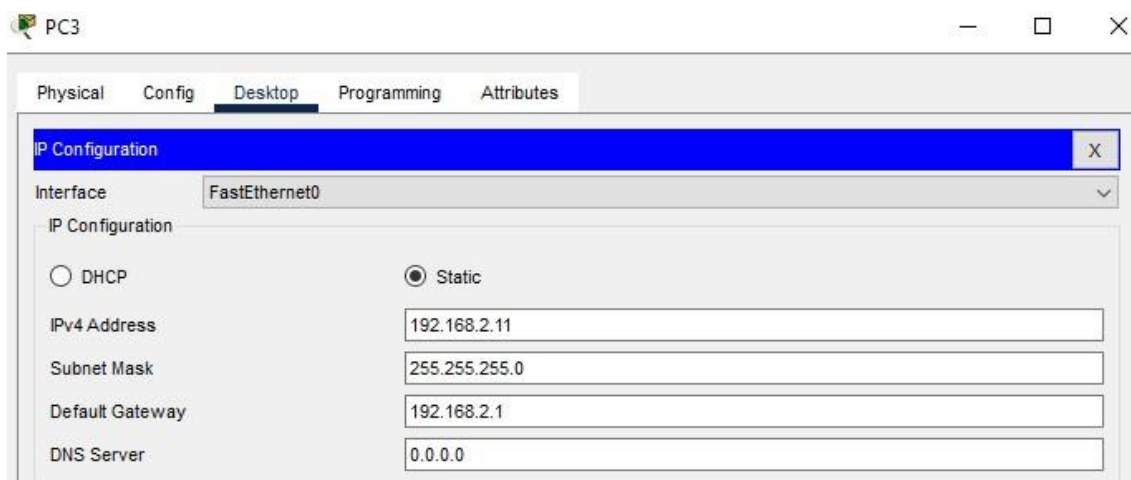 PC3
Physical Config Desktop Programming Attributes
IP Configuration X
Interface FastEthernet0
IP Configuration
DHCP Static
IPv4 Address 192.168.2.11
Subnet Mask 255.255.255.0
Default Gateway 192.168.2.1
DNS Server 0.0.0.0